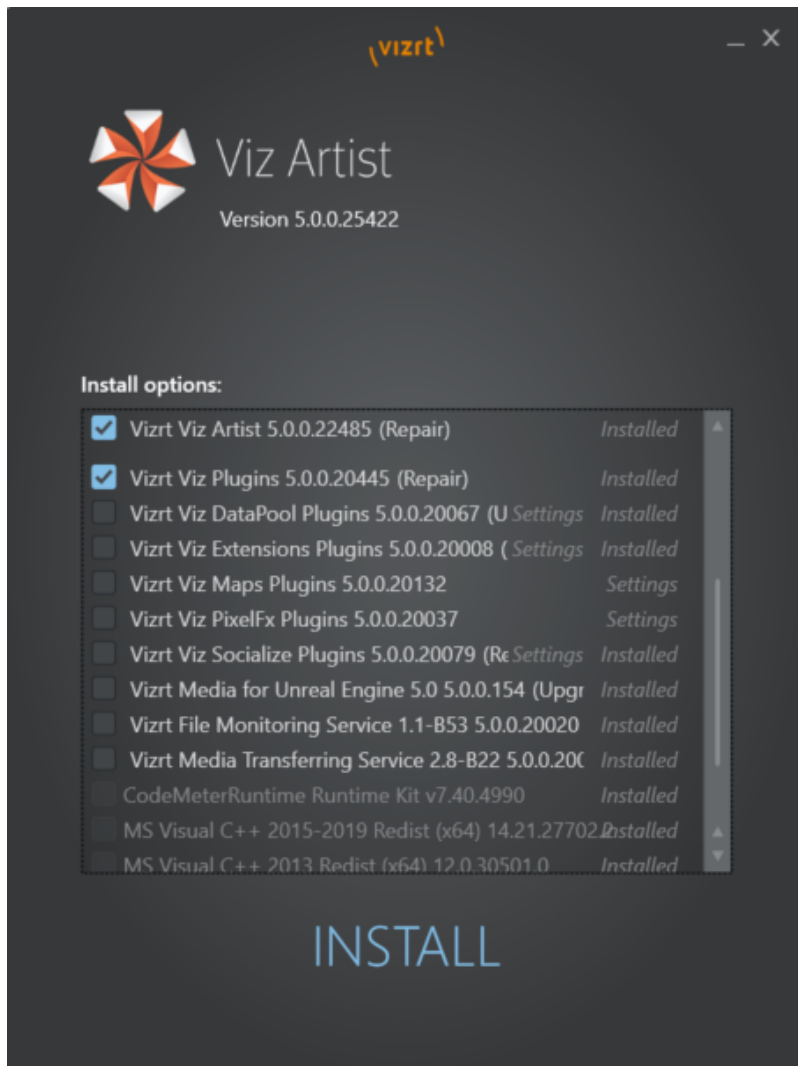 vizrt
Viz Artist
Version 5.0.0.25422
Install options:
Vizrt Viz Artist 5.0.0.22485 (Repair) Installed
Vizrt Viz Plugins 5.0.0.20445 (Repair) Installed
Vizrt Viz DataPool Plugins 5.0.0.20067 (U Settings Installed
Vizrt Viz Extensions Plugins 5.0.0.20008 ( Settings Installed
Vizrt Viz Maps Plugins 5.0.0.20132 Settings
Vizrt Viz PixelFx Plugins 5.0.0.20037 Settings
Vizrt Viz Socialize Plugins 5.0.0.20079 (Re Settings Installed
Vizrt Media for Unreal Engine 5.0 5.0.0.154 (Upgr Installed
Vizrt File Monitoring Service 1.1-B53 5.0.0.20020 Installed
Vizrt Media Transferring Service 2.8-B22 5.0.0.20( Installed
CodeMeterRuntime Runtime Kit v7.40.4990 Installed
MS Visual C++ 2015-2019 Redist (x64) 14.21.27702.2 Installed
MS Visual C++ 2013 Redist (x64) 12.0.30501.0 Installed
INSTALL